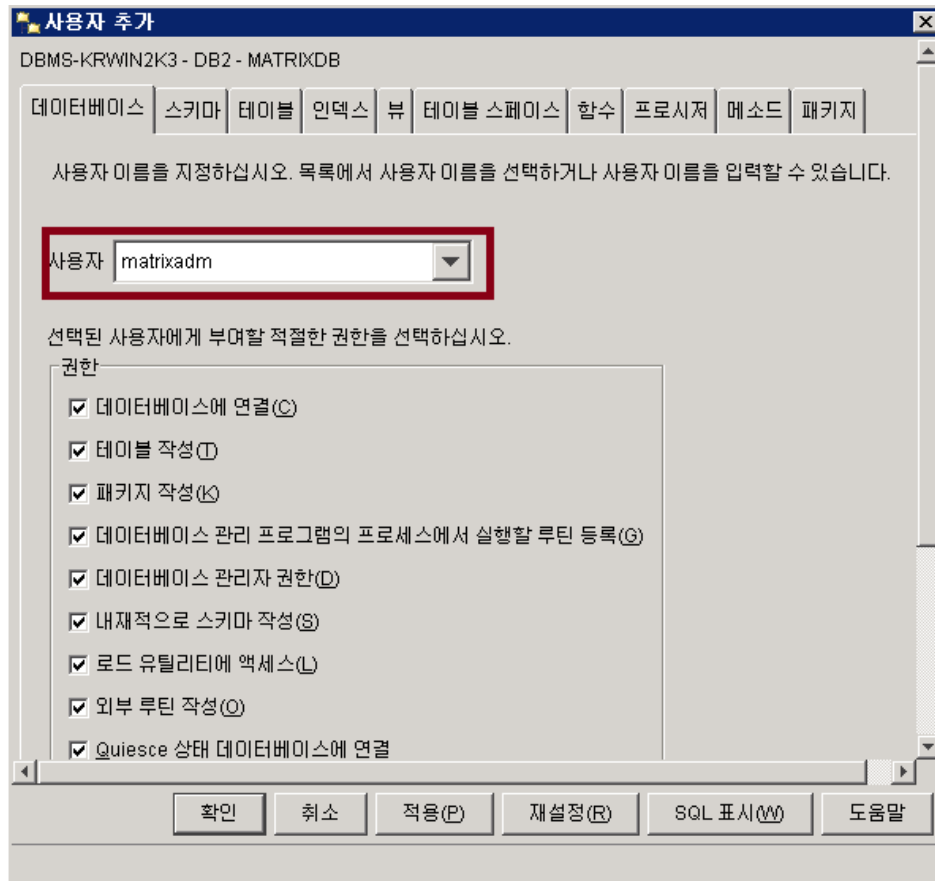 사용자 추가
DBMS-KRWIN2K3 - DB2 - MATRIXDB
데이터베이스 스키마 테이블 인덱스 뷰 테이블 스페이스 함수 프로시저 메소드 패키지
사용자 이름을 지정하십시오. 목록에서 사용자 이름을 선택하거나 사용자 이름을 입력할 수 있습니다.
사용자 matrixadm
선택된 사용자에게 부여할 적절한 권한을 선택하십시오.
권한
데이터베이스에 연결(C)
테이블 작성(T)
패키지 작성(K)
데이터베이스 관리 프로그램의 프로세스에서 실행할 루틴 등록(G)
데이터베이스 관리자 권한(D)
내재적으로 스키마 작성(S)
로드 유틸리티에 액세스(L)
외부 루틴 작성(O)
Quiesce 상태 데이터베이스에 연결
확인 취소 적용(P) 재설정(R) SQL 표시(W) 도움말